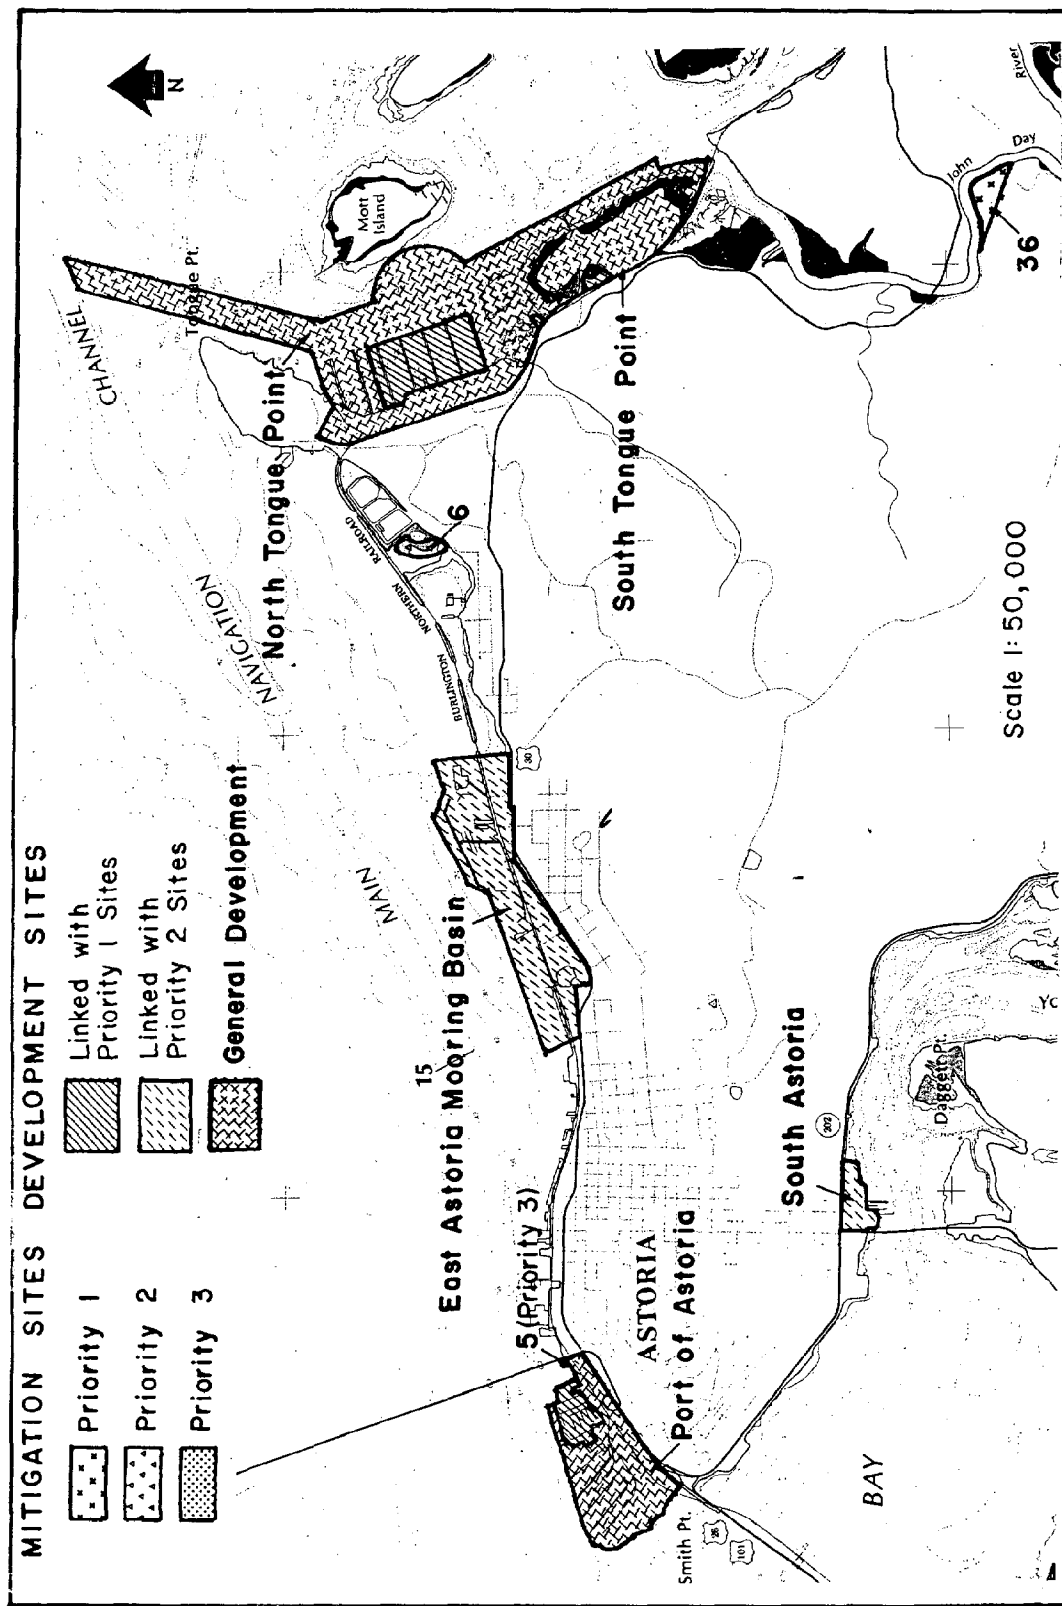 MITIGATION SITES DEVELOPMENT SITES
Priority 1
Priority 2
Priority 3
Linked with
Priority 1 Sites
Linked with
Priority 2 Sites
General Development
N
CHANNEL
NAVIGATION
MAIN
Tongue Pt.
Mott
Island
North Tongue Point
South Tongue Point
RAILROAD
NORTHERN
BURLINGTON
6
30
East Astoria Mooring Basin
15
5 (Priority 3)
ASTORIA
Port of Astoria
Smith Pt.
26
101
BAY
South Astoria
202
Daggett Pt.
Yo
John Day River
36
Scale 1:50,000